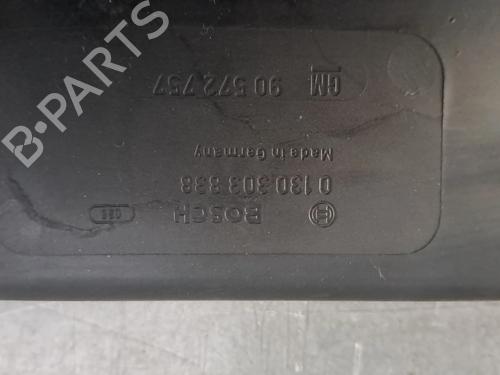 BOSCH
0 130 303 838
Made in Germany
GM 90 572 757
B-PARTS